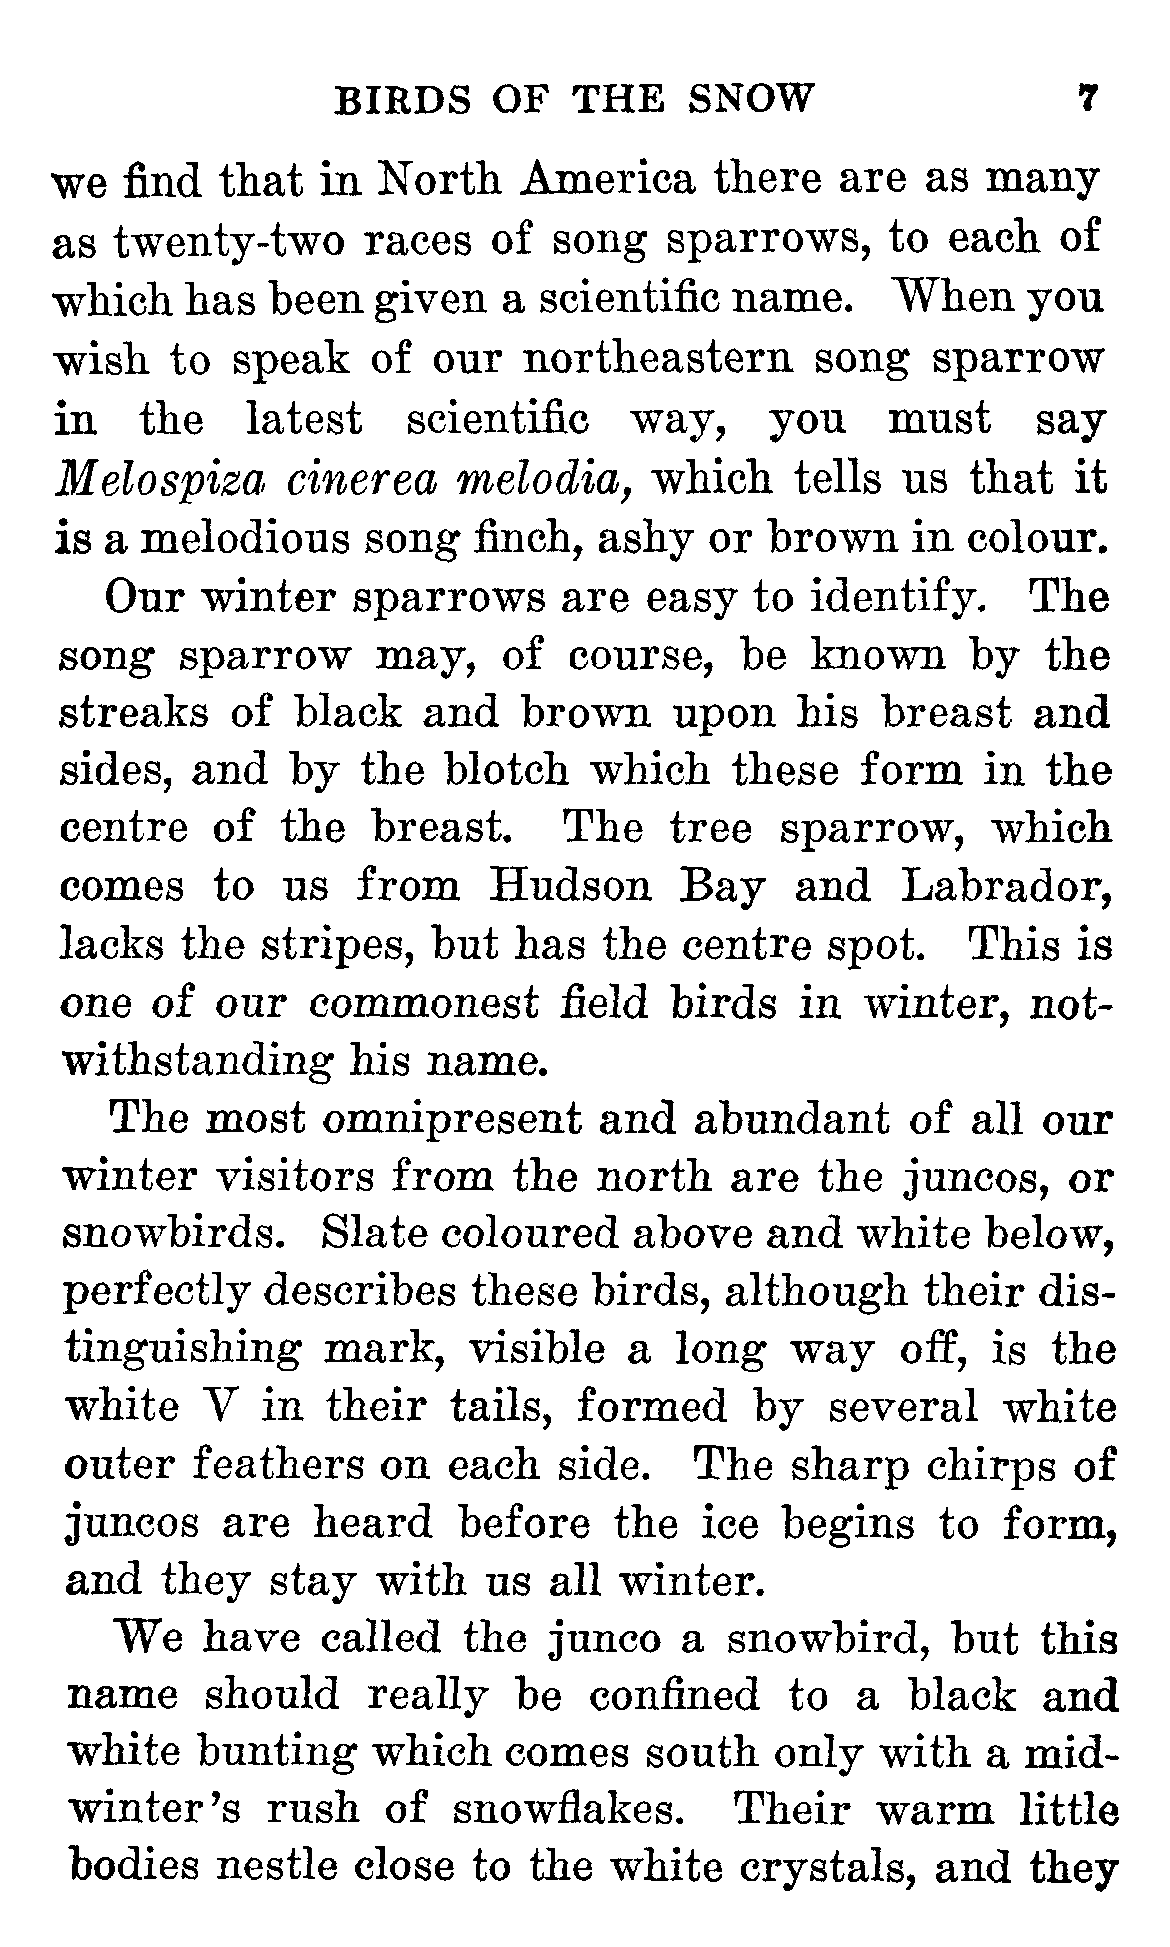 BIRDS OF THE SNOW 7
we find that in North America there are as many
as twenty-two races of song sparrows, to each of
which has been given a scientific name. When you
wish to speak of our northeastern song sparrow
in the latest scientific way, you must say
Melospiza cinerea melodia, which tells us that it
is a melodious song finch, ashy or brown in colour.
Our winter sparrows are easy to identify. The
song sparrow may, of course, be known by the
streaks of black and brown upon his breast and
sides, and by the blotch which these form in the
centre of the breast. The tree sparrow, which
comes to us from Hudson Bay and Labrador,
lacks the stripes, but has the centre spot. This is
one of our commonest field birds in winter, not-
withstanding his name.
The most omnipresent and abundant of all our
winter visitors from the north are the juncos, or
snowbirds. Slate coloured above and white below,
perfectly describes these birds, although their dis-
tinguishing mark, visible a long way off, is the
white V in their tails, formed by several white
outer feathers on each side. The sharp chirps of
juncos are heard before the ice begins to form,
and they stay with us all winter.
We have called the junco a snowbird, but this
name should really be confined to a black and
white bunting which comes south only with a mid-
winter's rush of snowflakes. Their warm little
bodies nestle close to the white crystals, and they